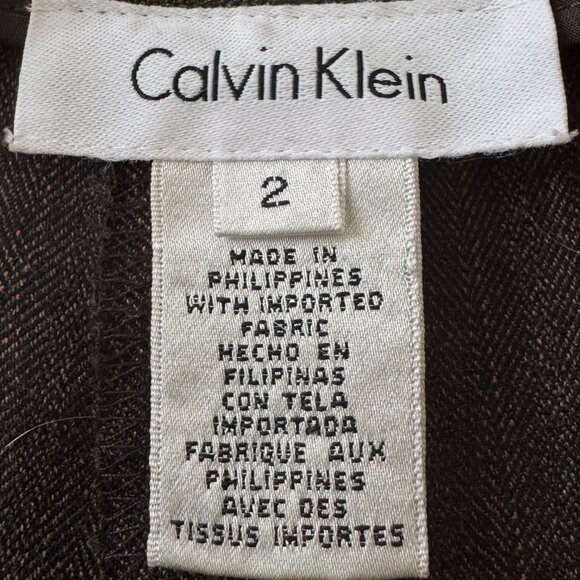 Calvin Klein
2
MADE IN
PHILIPPINES
WITH IMPORTED
FABRIC
HECHO EN
FILIPINAS
CON TELA
IMPORTADA
FABRIQUE AUX
PHILIPPINES
AVEC DES
TISSUS IMPORTES